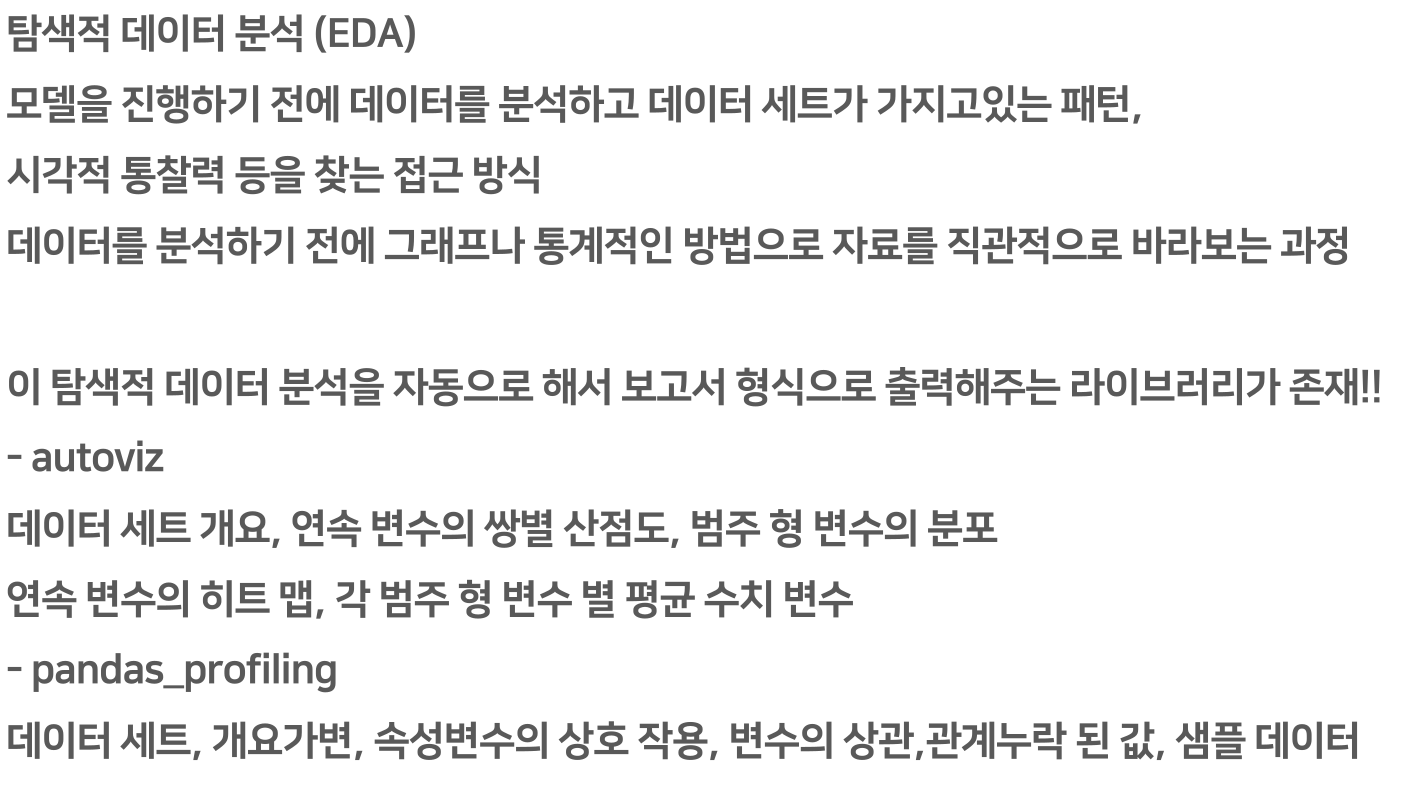 탐색적 데이터 분석 (EDA)
모델을 진행하기 전에 데이터를 분석하고 데이터 세트가 가지고있는 패턴,
시각적 통찰력 등을 찾는 접근 방식
데이터를 분석하기 전에 그래프나 통계적인 방법으로 자료를 직관적으로 바라보는 과정
이 탐색적 데이터 분석을 자동으로 해서 보고서 형식으로 출력해주는 라이브러리가 존재!!
- autoviz
데이터 세트 개요, 연속 변수의 쌍별 산점도, 범주 형 변수의 분포
연속 변수의 히트 맵, 각 범주 형 변수 별 평균 수치 변수
- pandas_profiling
데이터 세트, 개요가변, 속성변수의 상호 작용, 변수의 상관,관계누락 된 값, 샘플 데이터